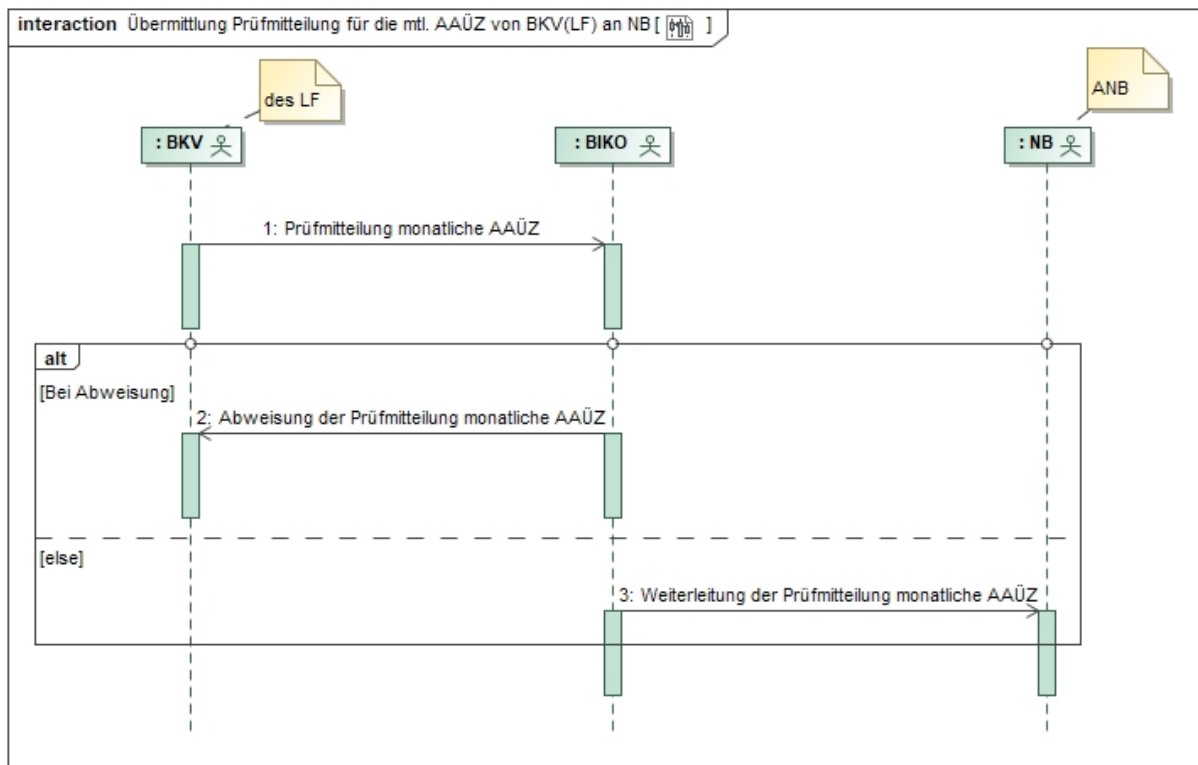 interaction Übermittlung Prüfmitteilung für die mtl. AAÜZ von BKV(LF) an NB [ ]
des LF
ANB
: BKV
: BIKO
: NB
1: Prüfmitteilung monatliche AAÜZ
alt
[Bei Abweisung]
2: Abweisung der Prüfmitteilung monatliche AAÜZ
[else]
3: Weiterleitung der Prüfmitteilung monatliche AAÜZ